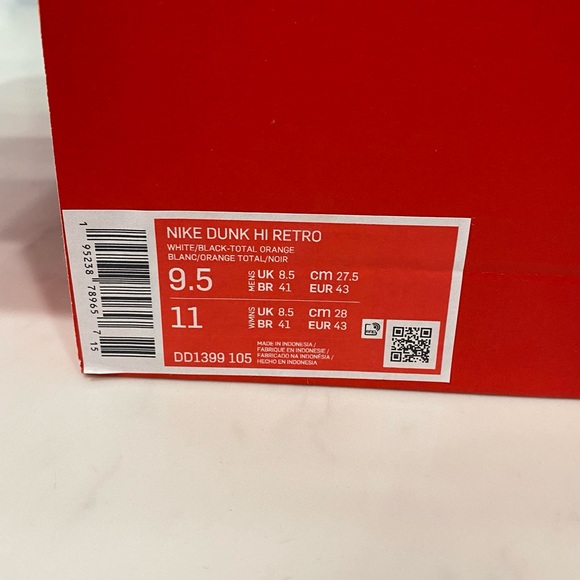 1 95238 78965 7 15
NIKE DUNK HI RETRO
WHITE/BLACK-TOTAL ORANGE
BLANC/ORANGE TOTAL/NOIR
9.5 MENS UK 8.5 cm 27.5
BR 41 EUR 43
11 WMNS UK 8.5 cm 28
BR 41 EUR 43
DD1399 105
MADE IN INDONESIA /
FABRIQUE EN INDONESIE /
FABRICADO NA INDONÉSIA /
HECHO EN INDONESIA